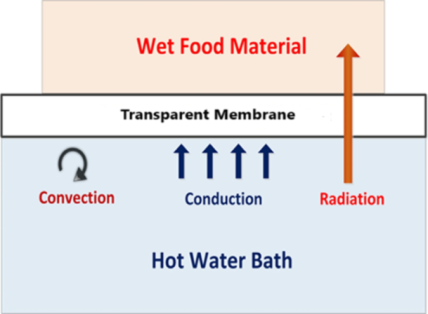 Wet Food Material
Transparent Membrane
Convection
Conduction
Radiation
Hot Water Bath